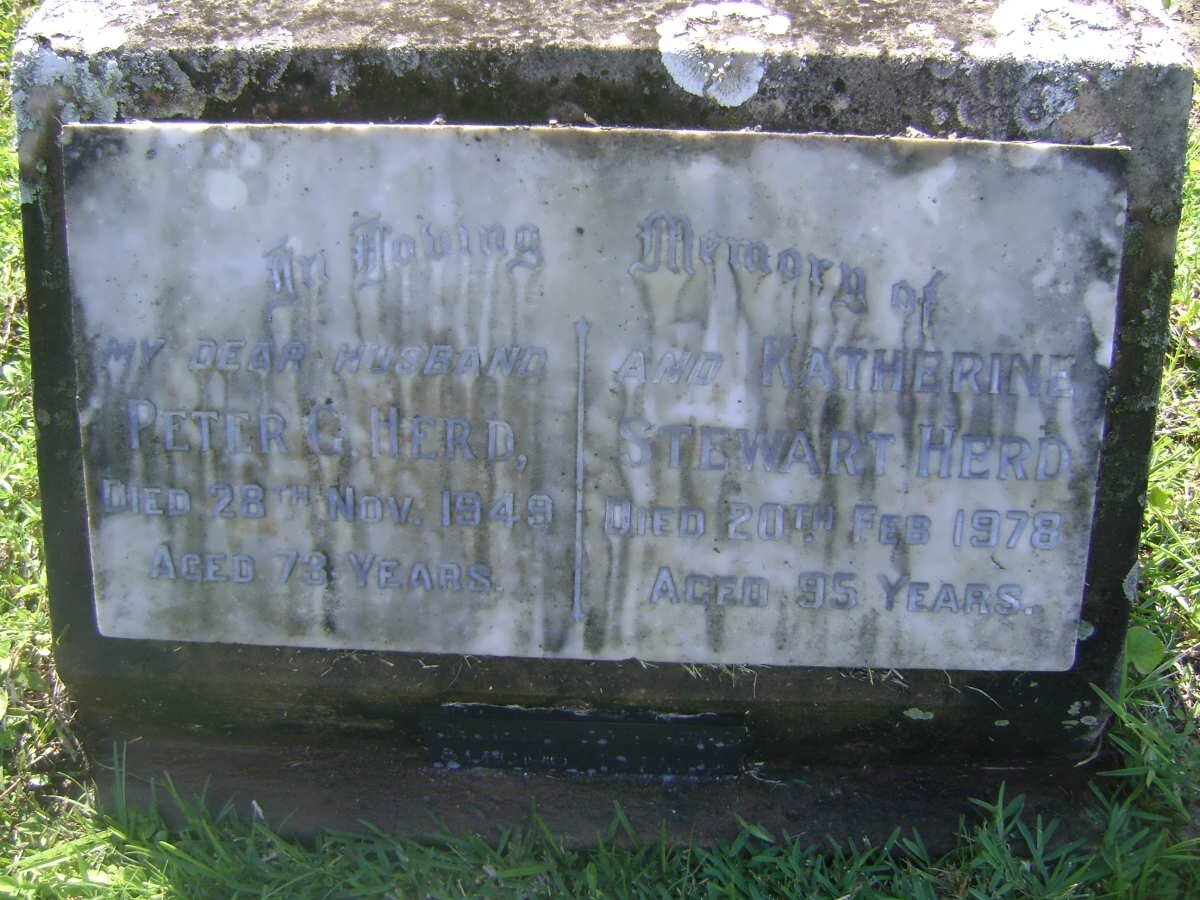 In Loving Memory of
MY DEAR HUSBAND
PETER G. HERD,
DIED 28TH NOV. 1949
AGED 73 YEARS.
AND KATHERINE
STEWART HERD
DIED 20TH FEB 1978
AGED 95 YEARS.